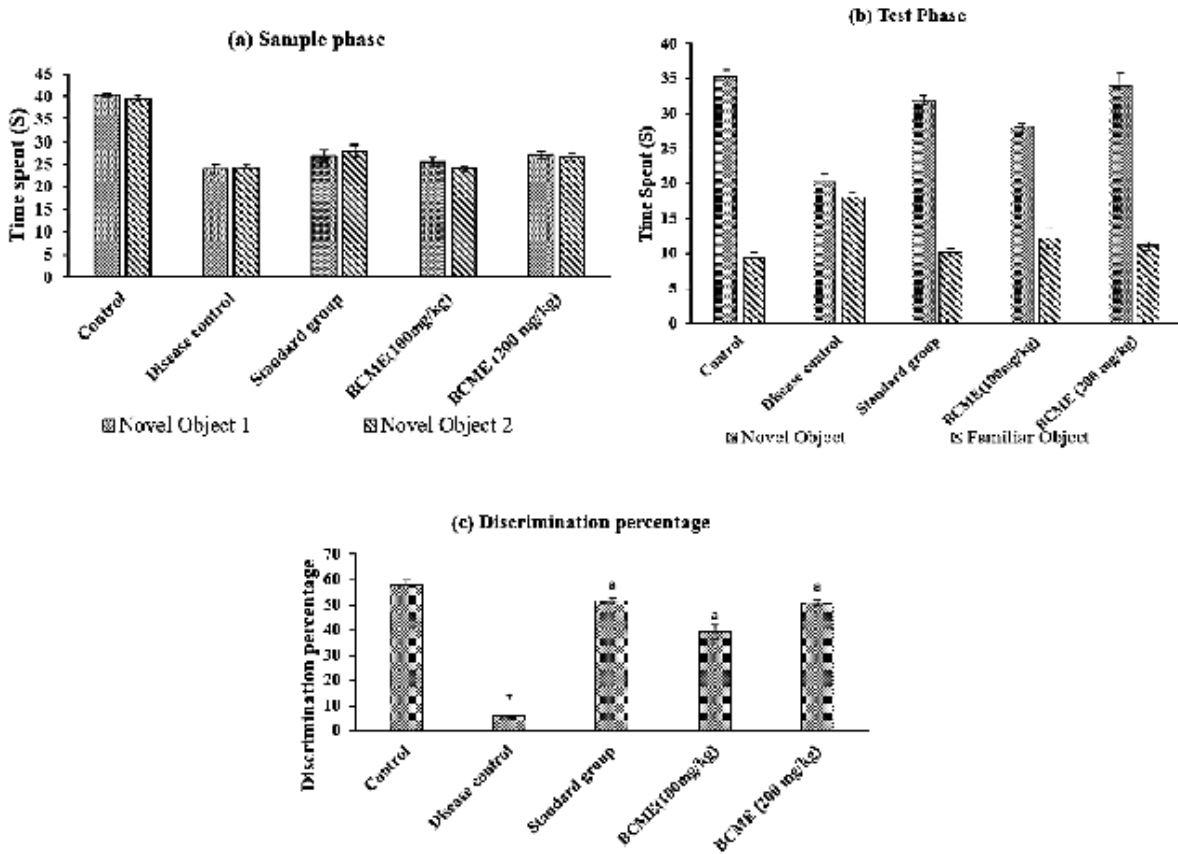 (a) Sample phase
Time spent (S)
45
40
35
30
25
20
15
10
5
0
Control
Disease control
Standard group
BCME(100mg/kg)
BCME (200 mg/kg)
Novel Object 1
Novel Object 2
(b) Test Phase
Time Spent (S)
40
35
30
25
20
15
10
5
0
Control
Disease control
Standard group
BCME(100mg/kg)
BCME (200 mg/kg)
Novel Object
Familiar Object
(c) Discrimination percentage
Discrimination percentage
70
60
50
40
30
20
10
0
*
a
a
a
Control
Disease control
Standard group
BCME(100mg/kg)
BCME (200 mg/kg)